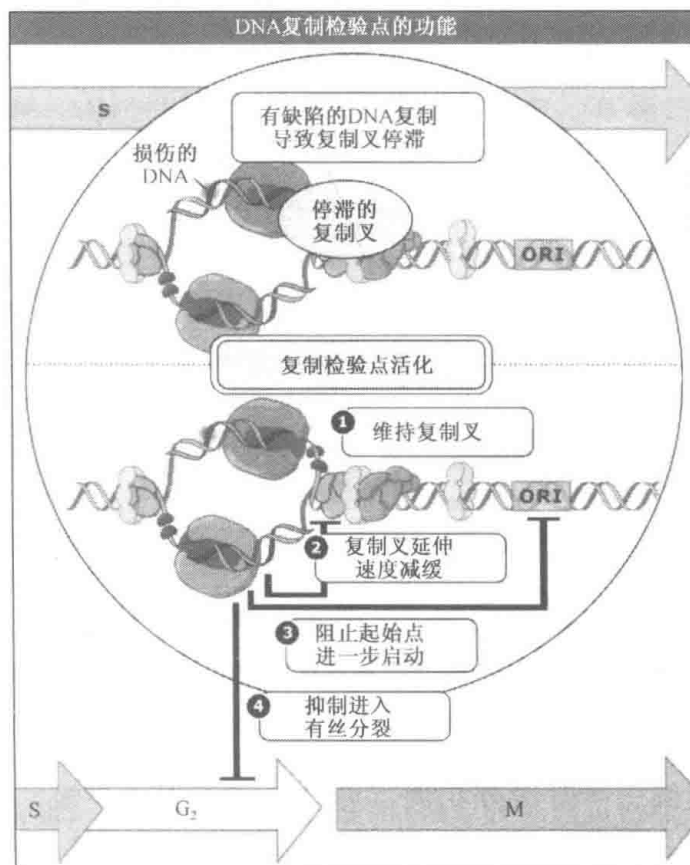 DNA复制检验点的功能
S
有缺陷的DNA复制
导致复制叉停滞
损伤的
DNA
停滞的
复制叉
ORI
复制检验点活化
1 维持复制叉
ORI
2 复制叉延伸
速度减缓
3 阻止起始点
进一步启动
4 抑制进入
有丝分裂
S
G₂
M